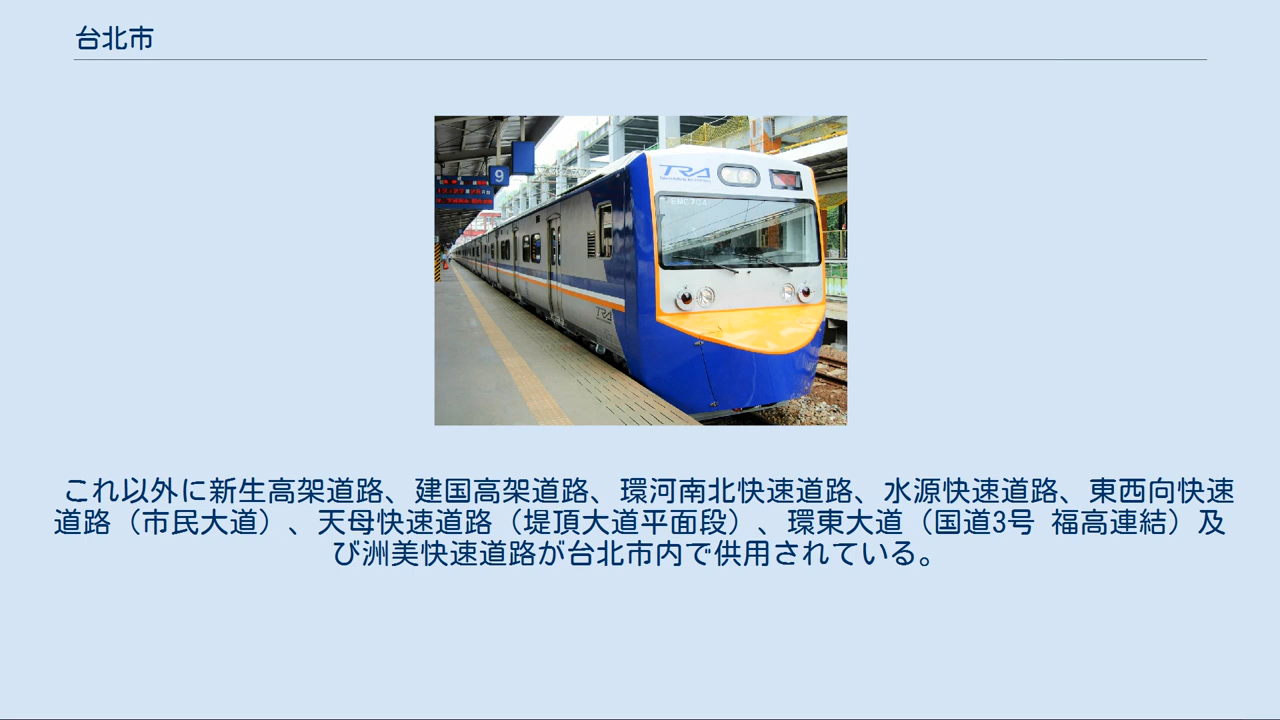 台北市
9
TRA
TRA
これ以外に新生高架道路、建国高架道路、環河南北快速道路、水源快速道路、東西向快速
道路（市民大道）、天母快速道路（堤頂大道平面段）、環東大道（国道3号 福高連結）及
び洲美快速道路が台北市内で供用されている。